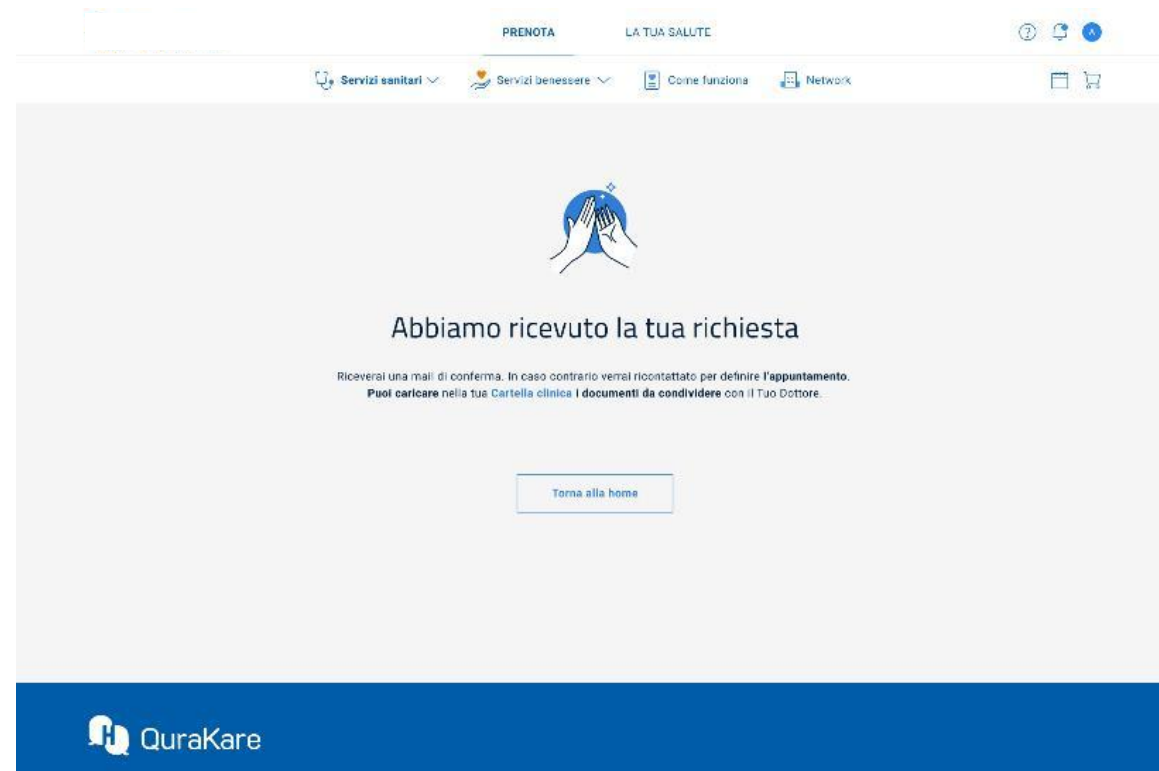 PRENOTA
LA TUA SALUTE
Servizi sanitari
Servizi benessere
Come funziona
Network
Abbiamo ricevuto la tua richiesta
Riceverai una mail di conferma. In caso contrario verrai ricontattato per definire l'appuntamento.
Puoi caricare nella tua Cartella clinica i documenti da condividere con il Tuo Dottore.
Torna alla home
QuraKare